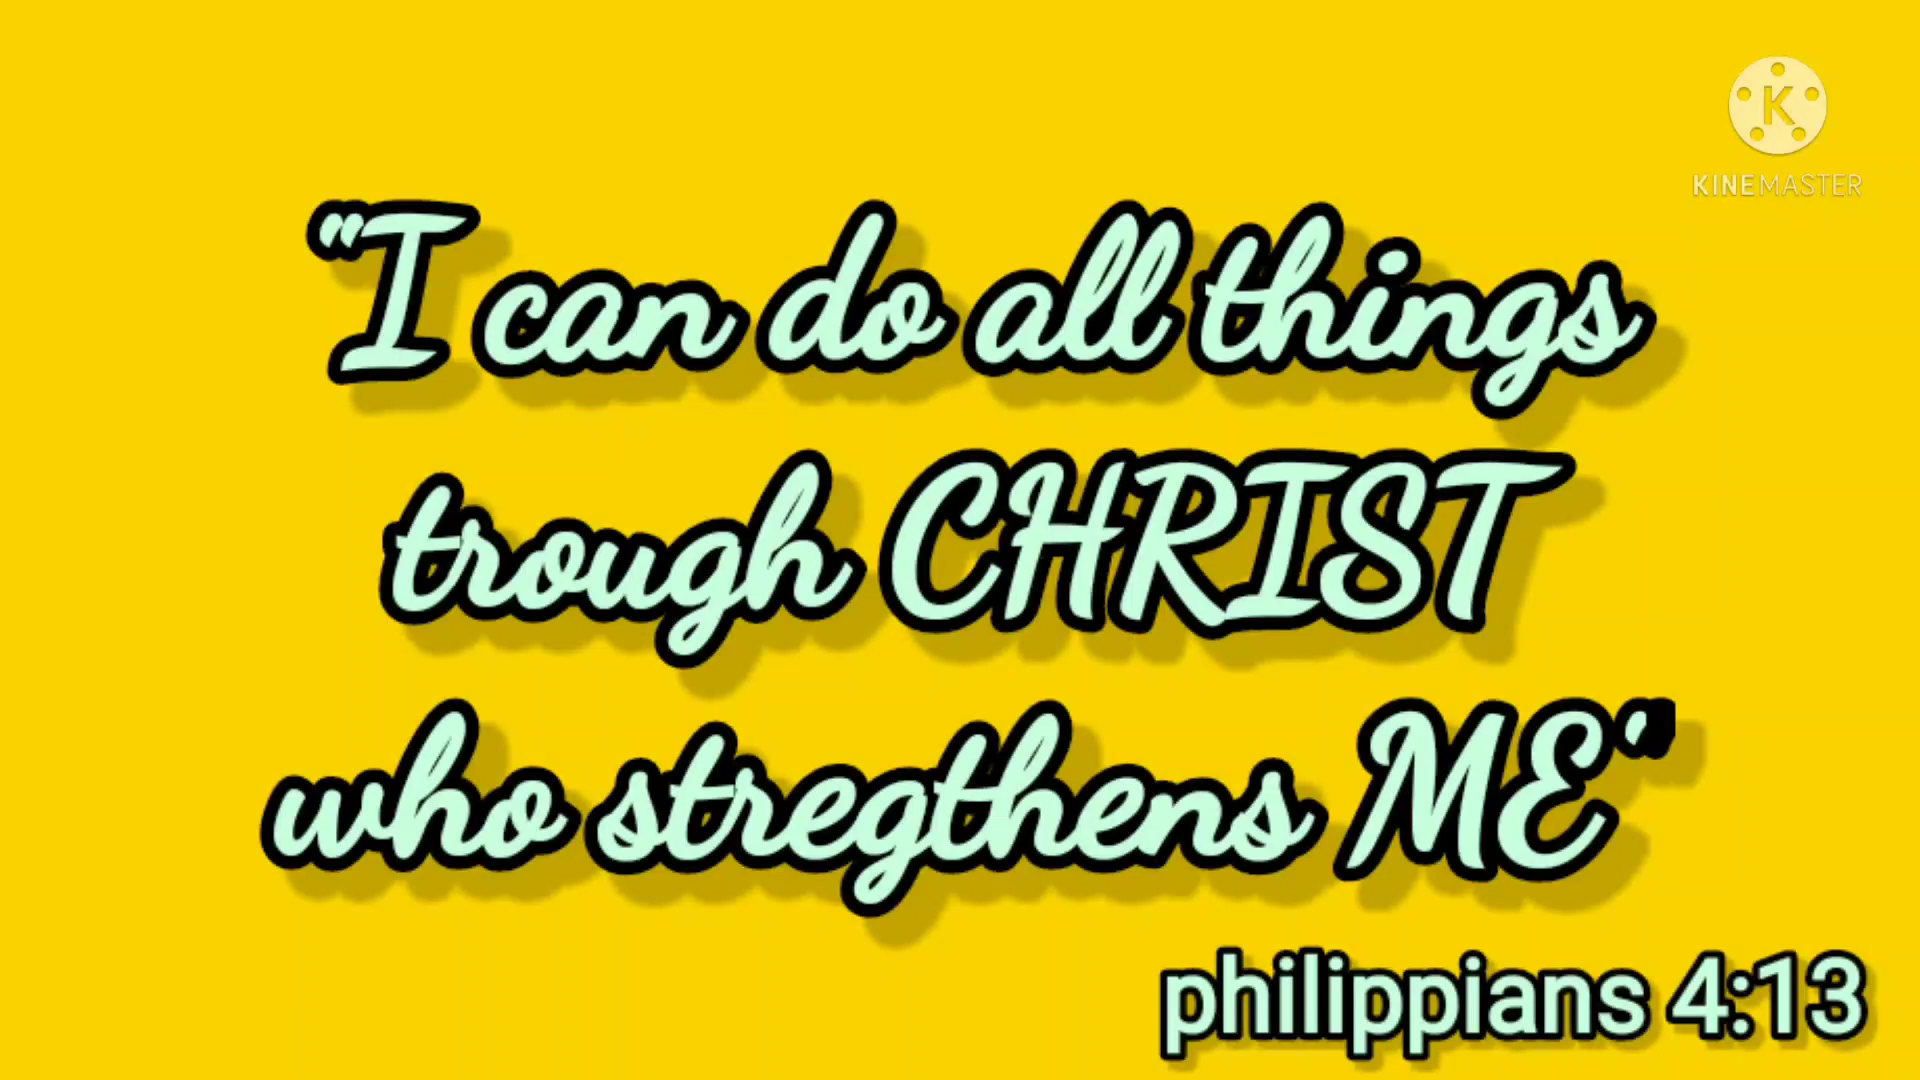 K
KINEMASTER
"I can do all things
trough CHRIST
who stregthens ME"
philippians 4:13